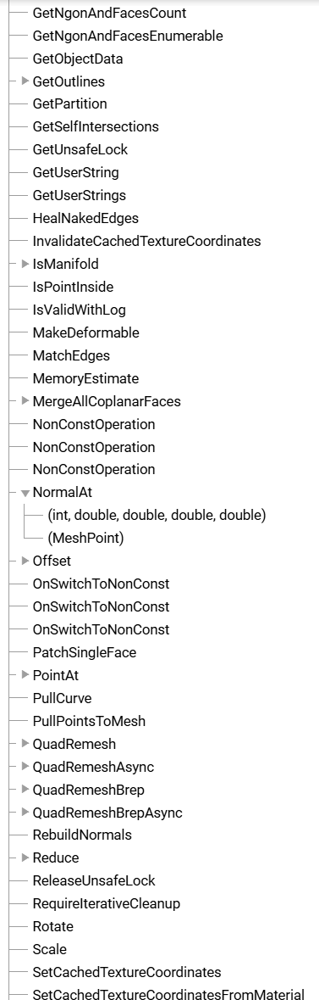 GetNgonAndFacesCount
GetNgonAndFacesEnumerable
GetObjectData
GetOutlines
GetPartition
GetSelfIntersections
GetUnsafeLock
GetUserString
GetUserStrings
HealNakedEdges
InvalidateCachedTextureCoordinates
IsManifold
IsPointInside
IsValidWithLog
MakeDeformable
MatchEdges
MemoryEstimate
MergeAllCoplanarFaces
NonConstOperation
NonConstOperation
NonConstOperation
NormalAt
(int, double, double, double, double)
(MeshPoint)
Offset
OnSwitchToNonConst
OnSwitchToNonConst
OnSwitchToNonConst
PatchSingleFace
PointAt
PullCurve
PullPointsToMesh
QuadRemesh
QuadRemeshAsync
QuadRemeshBrep
QuadRemeshBrepAsync
RebuildNormals
Reduce
ReleaseUnsafeLock
RequireIterativeCleanup
Rotate
Scale
SetCachedTextureCoordinates
SetCachedTextureCoordinatesFromMaterial